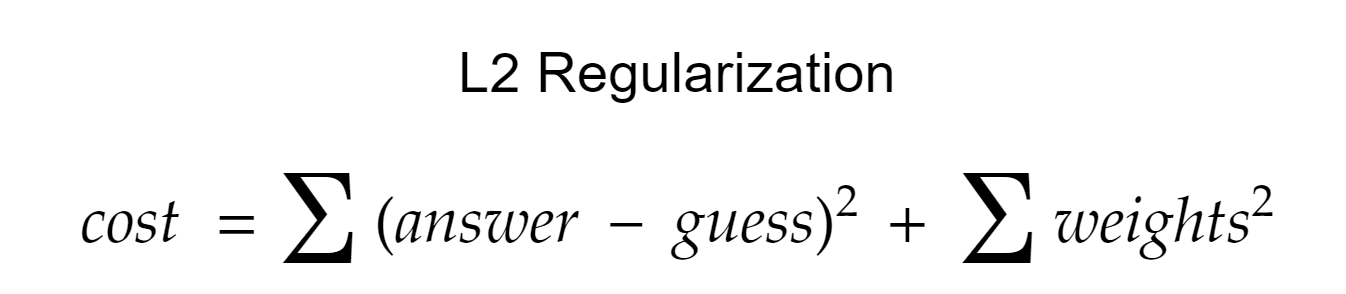 L2 Regularization
cost = ∑ (answer − guess)² + ∑ weights²